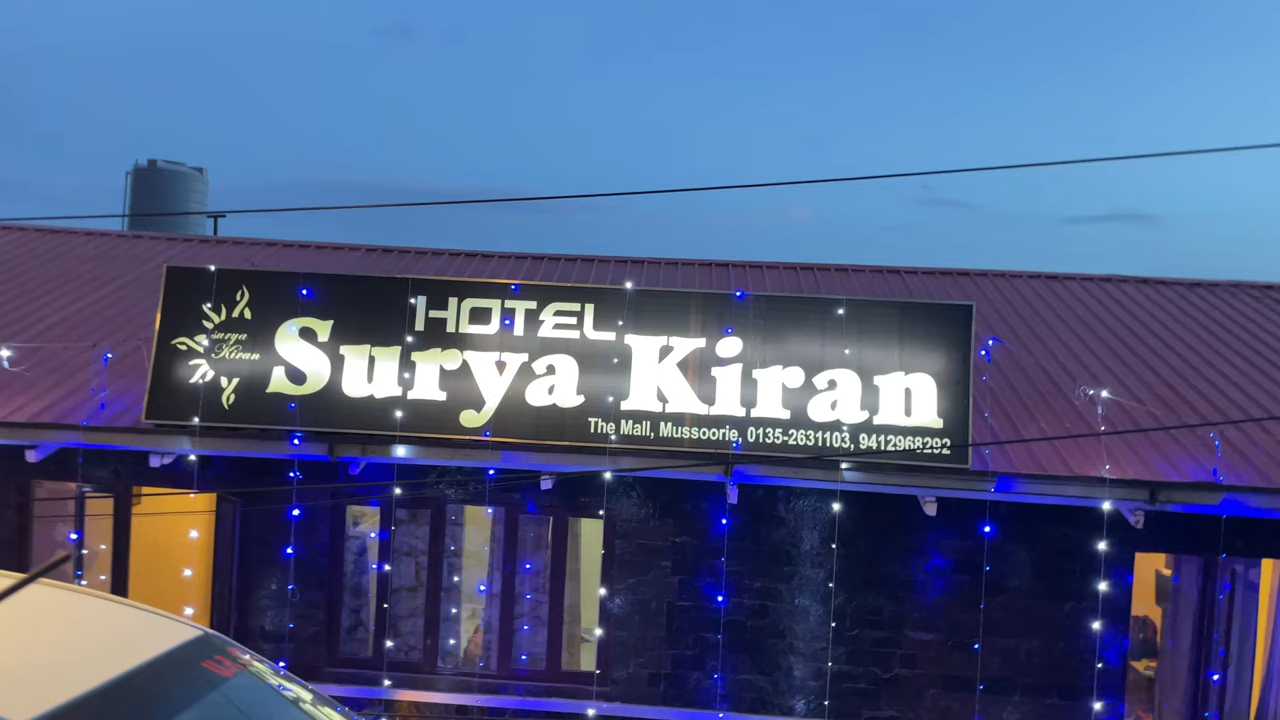 surya
Kiran
HOTEL
Surya Kiran
The Mall, Mussoorie, 0135-2631103, 9412968292